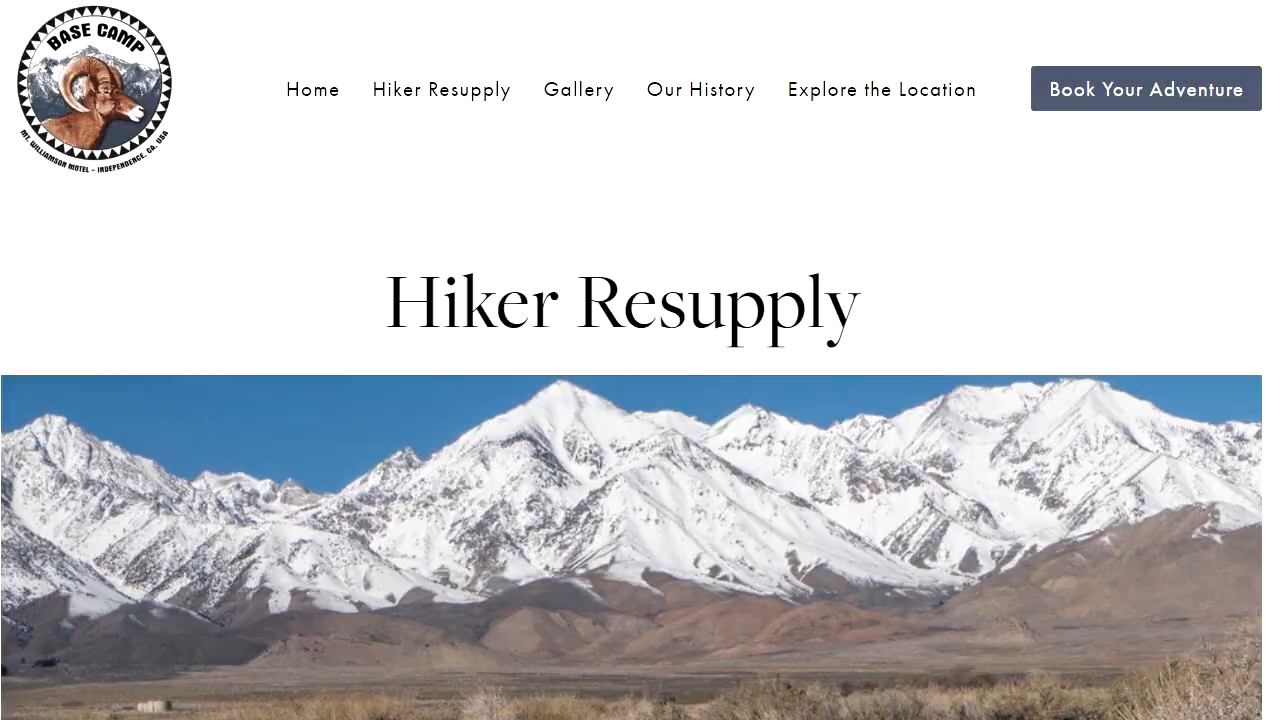 BASE CAMP
MT. WILLIAMSON MOTEL - INDEPENDENCE, CA, USA
Home
Hiker Resupply
Gallery
Our History
Explore the Location
Book Your Adventure
Hiker Resupply